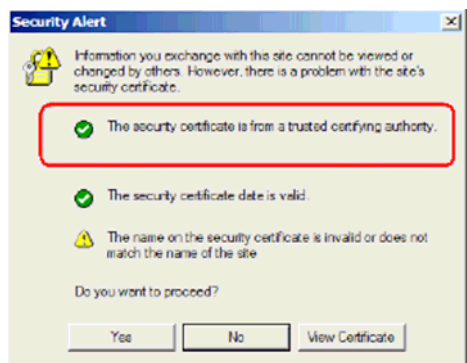 Security Alert
Information you exchange with this site cannot be viewed or
changed by others. However, there is a problem with the site's
security certificate.
The security certificate is from a trusted certifying authority.
The security certificate date is valid.
The name on the security certificate is invalid or does not
match the name of the site
Do you want to proceed?
Yes
No
View Certificate